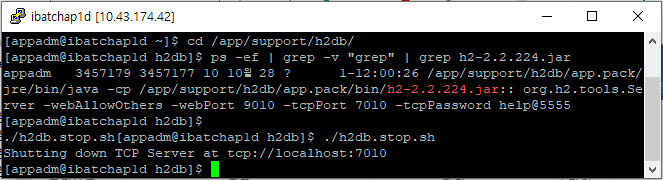 ibatchap1d [10.43.174.42]
[appadm@ibatchap1d ~]$ cd /app/support/h2db/
[appadm@ibatchap1d h2db]$ ps -ef | grep -v "grep" | grep h2-2.2.224.jar
appadm   3457179 3457177 10 10월 28 ?       1-12:00:26 /app/support/h2db/app.pack/
jre/bin/java -cp /app/support/h2db/app.pack/bin/h2-2.2.224.jar:: org.h2.tools.Se
rver -webAllowOthers -webPort 9010 -tcpPort 7010 -tcpPassword help@5555
[appadm@ibatchap1d h2db]$
./h2db.stop.sh[appadm@ibatchap1d h2db]$ ./h2db.stop.sh
Shutting down TCP Server at tcp://localhost:7010
[appadm@ibatchap1d h2db]$